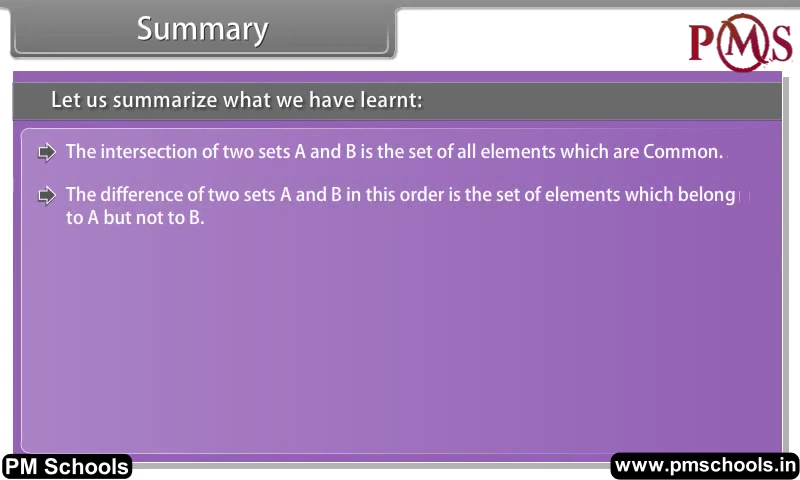 Summary
PMS
Let us summarize what we have learnt:
The intersection of two sets A and B is the set of all elements which are Common.
The difference of two sets A and B in this order is the set of elements which belong
to A but not to B.
PM Schools
www.pmschools.in